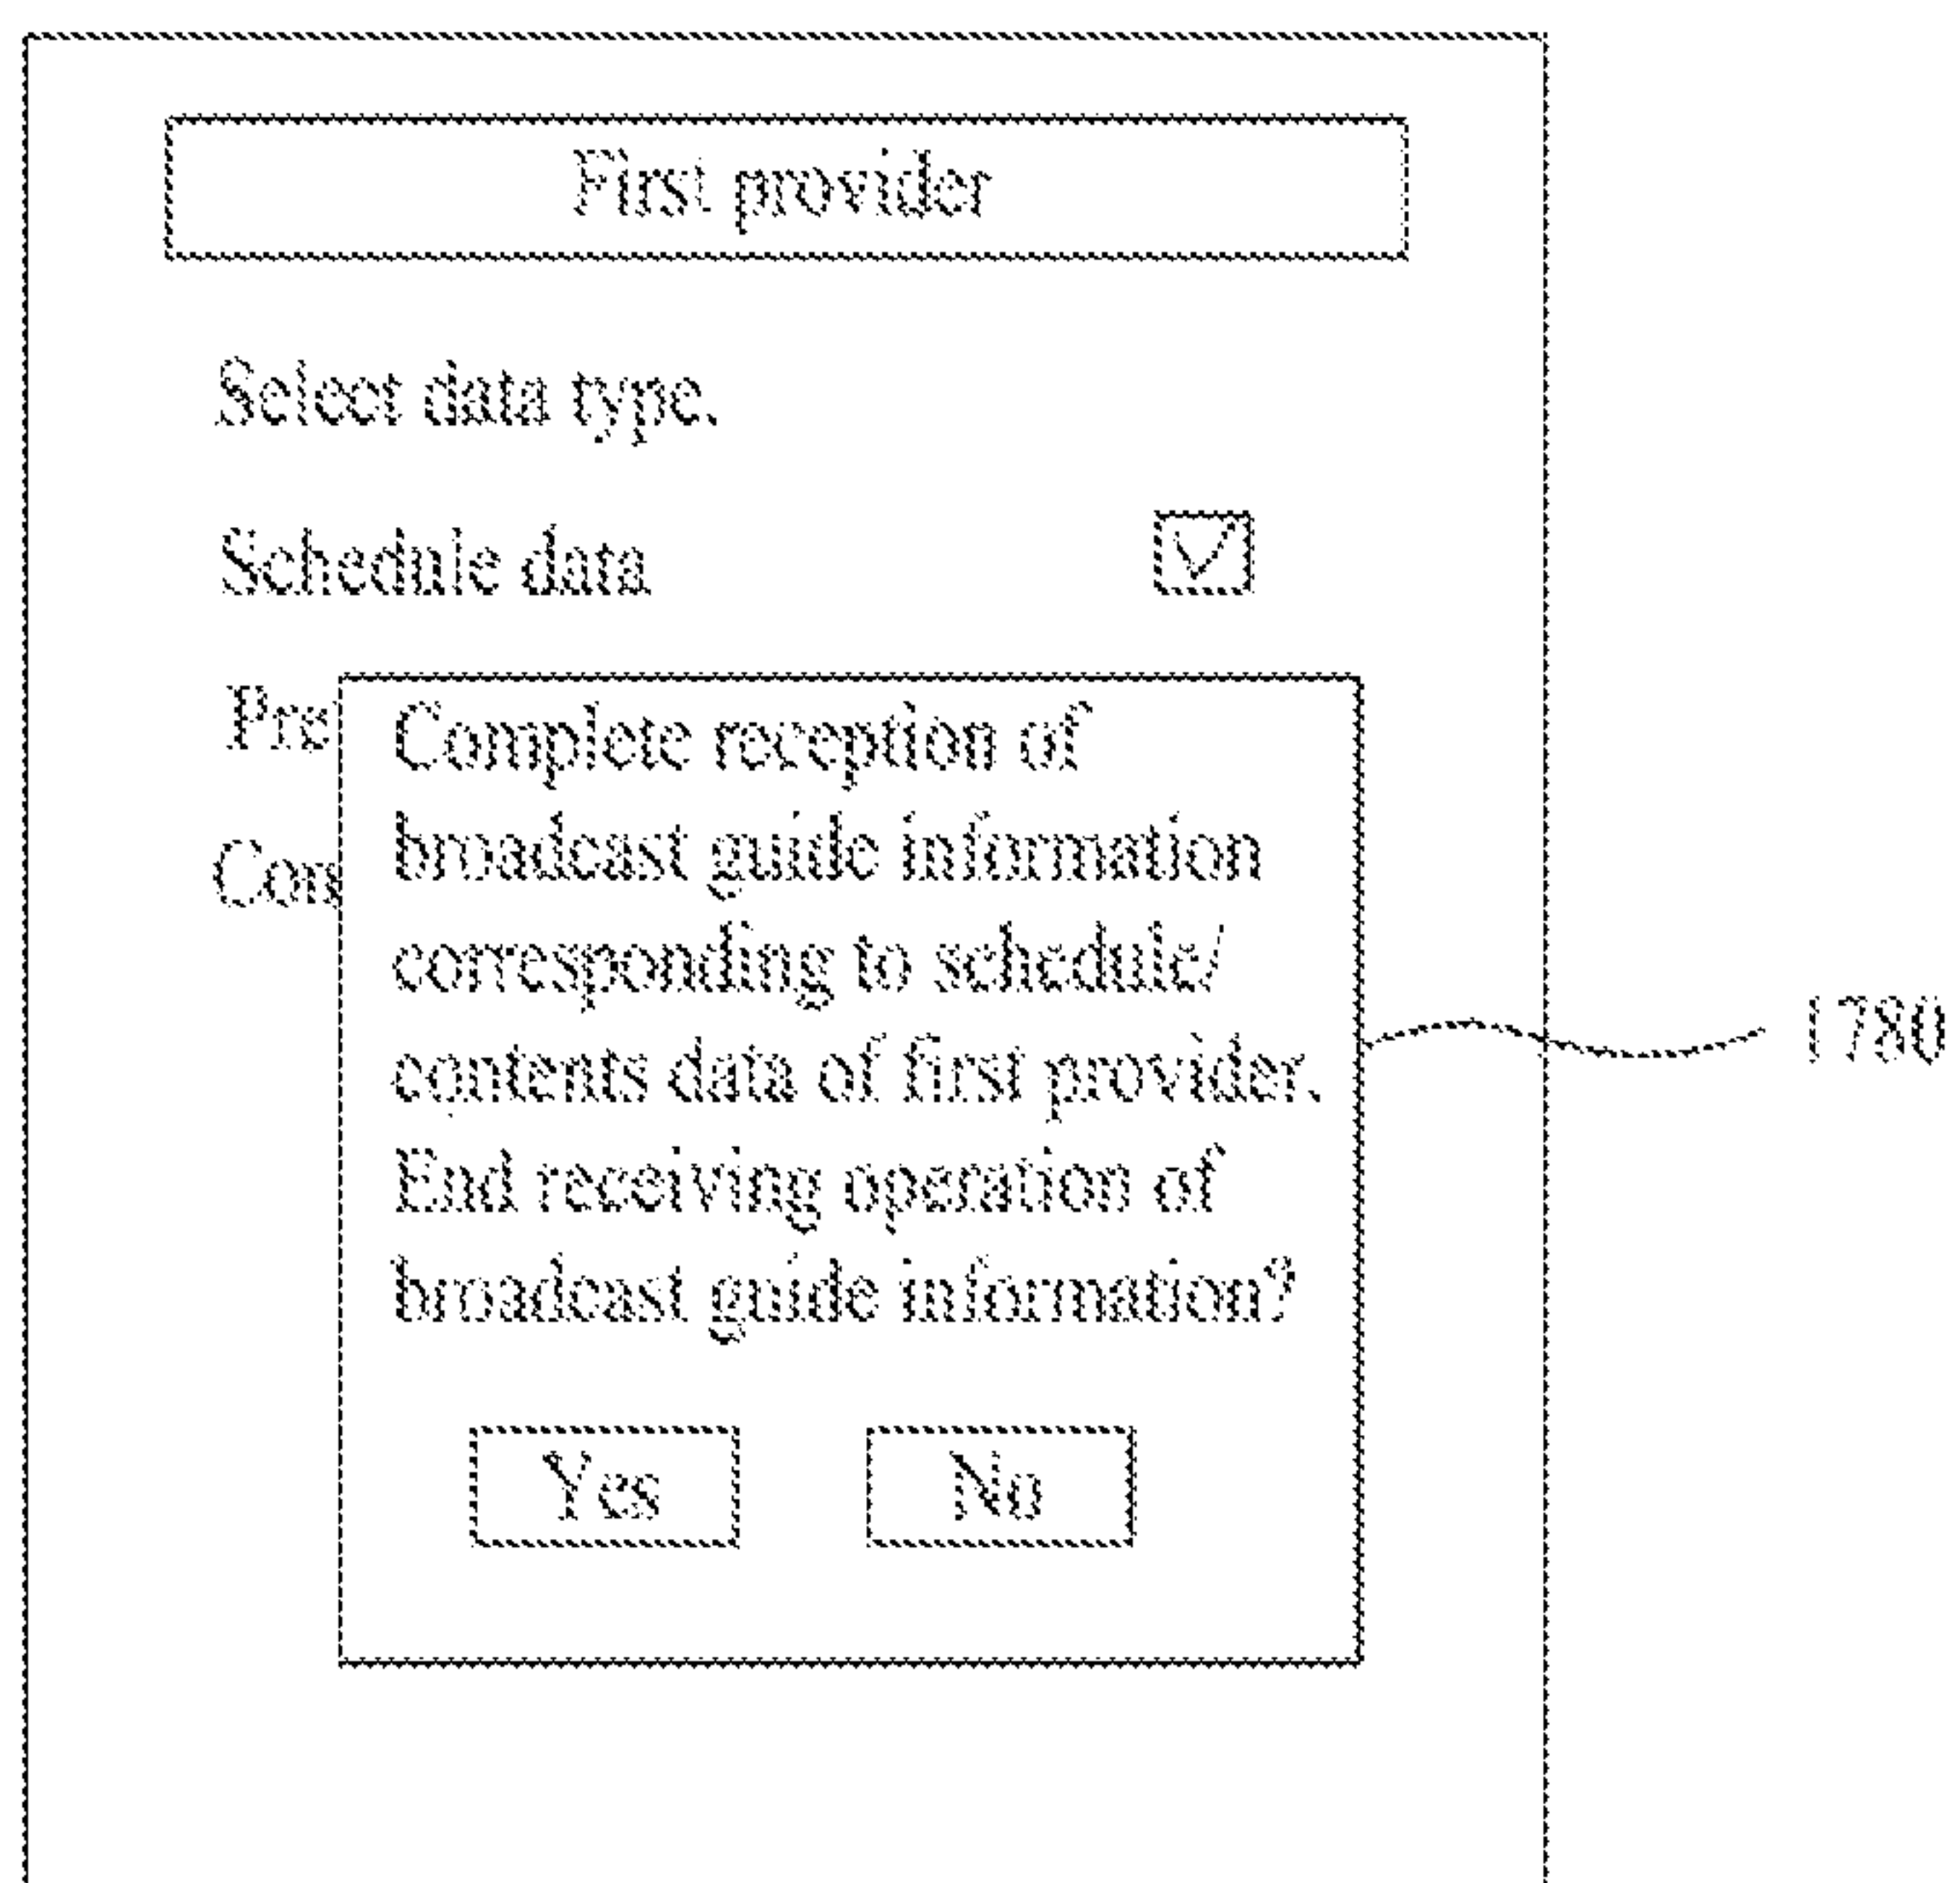 First provider
Select data type.
Schedule data
Pre
Con
Complete reception of
broadcast guide information
corresponding to schedule/
contents data of first provider.
End receiving operation of
broadcast guide information?
Yes No
1780